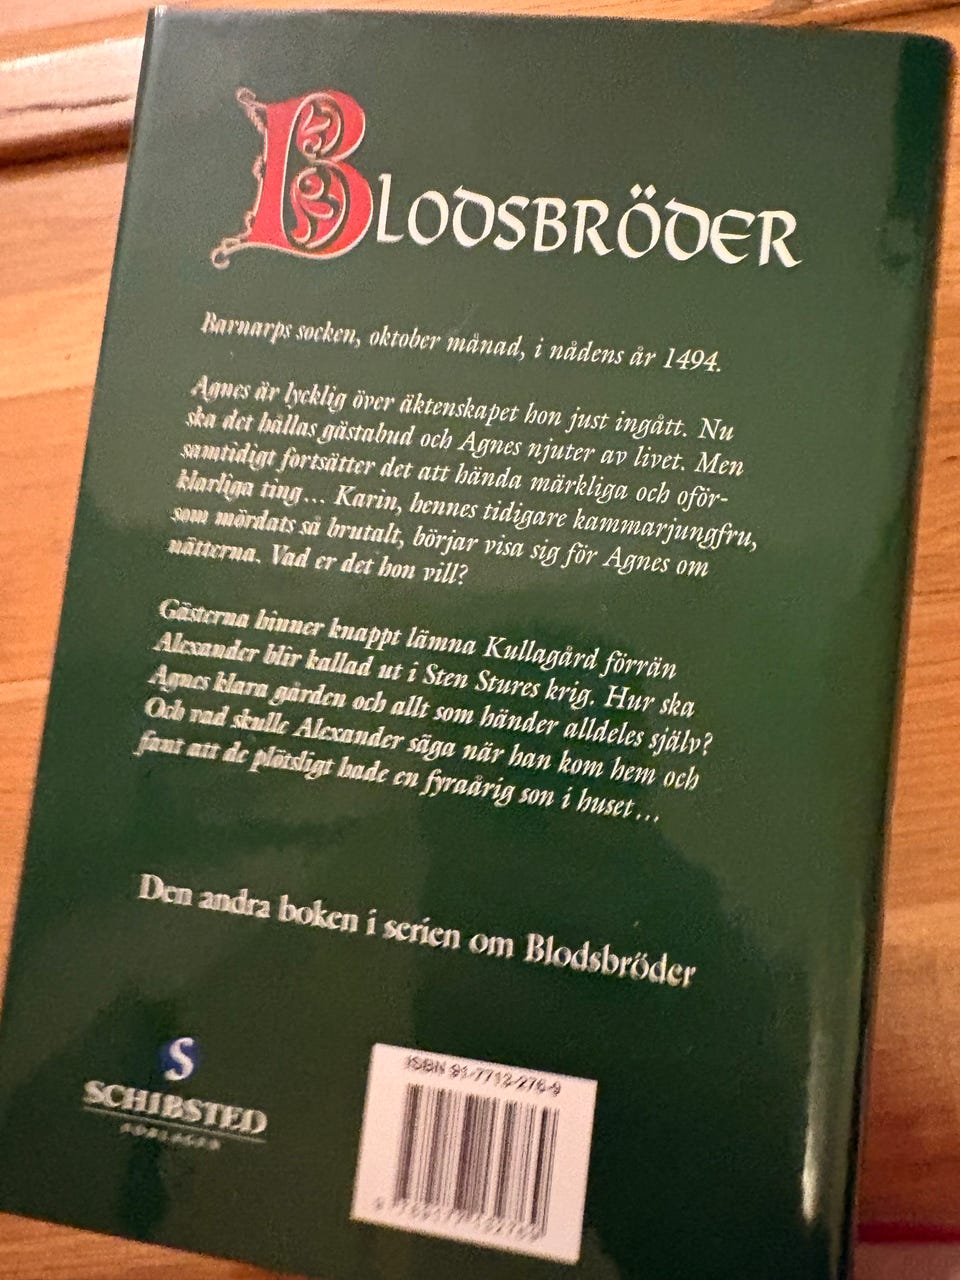 BLODSBRÖDER
Barnarps socken, oktober månad, i nådens år 1494.
Agnes är lycklig över äktenskapet hon just ingått. Nu
ska det hållas gästabud och Agnes njuter av livet. Men
samtidigt fortsätter det att hända märkliga och oför-
klarliga ting... Karin, hennes tidigare kammarjungfru,
som mördats så brutalt, börjar visa sig för Agnes om
nätterna. Vad er det hon vill?
Gästerna hinner knappt lämna Kullagård förrän
Alexander blir kallad ut i Sten Stures krig. Hur ska
Agnes klara gården och allt som händer alldeles själv?
Och vad skulle Alexander säga när han kom hem och
fant att de plötsligt hade en fyraårig son i huset...
Den andra boken i serien om Blodsbröder
S
SCHIBSTED
FÖRLAGEN
ISBN 91-7712-276-9